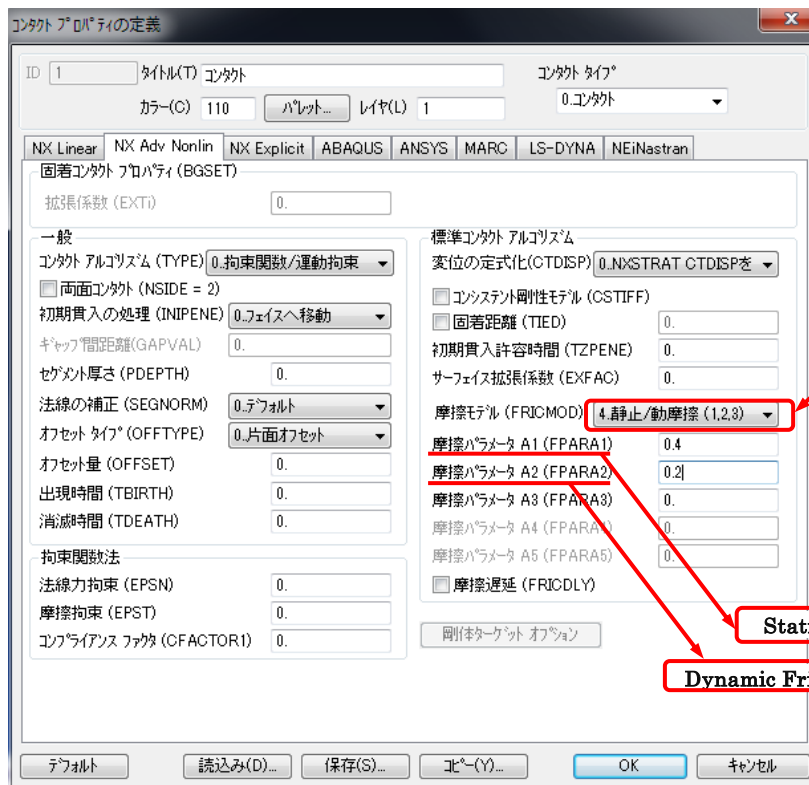 コンタクト プロパティの定義
ID 1 タイトル(T) コンタクト コンタクト タイプ
カラー(C) 110 パレット... レイヤ(L) 1 0..コンタクト
NX Linear NX Adv Nonlin NX Explicit ABAQUS ANSYS MARC LS-DYNA NEiNastran
固着コンタクト プロパティ (BGSET)
拡張係数 (EXTi) 0.
一般
コンタクト アルゴリズム (TYPE) 0..拘束関数/運動拘束
両面コンタクト (NSIDE = 2)
初期貫入の処理 (INIPENE) 0..フェイスへ移動
ギャップ間距離(GAPVAL) 0.
セグメント厚さ (PDEPTH) 0.
法線の補正 (SEGNORM) 0..デフォルト
オフセット タイプ (OFFTYPE) 0..片面オフセット
オフセット量 (OFFSET) 0.
出現時間 (TBIRTH) 0.
消滅時間 (TDEATH) 0.
拘束関数法
法線力拘束 (EPSN) 0.
摩擦拘束 (EPST) 0.
コンプライアンス ファクタ (CFACTOR1) 0.
標準コンタクト アルゴリズム
変位の定式化(CTDISP) 0..NXSTRAT CTDISPを
コンシステント剛性モデル (CSTIFF)
固着距離 (TIED) 0.
初期貫入許容時間 (TZPENE) 0.
サーフェイス拡張係数 (EXFAC) 0.
摩擦モデル (FRICMOD) 4..静止/動摩擦 (1,2,3)
摩擦パラメータ A1 (FPARA1) 0.4
摩擦パラメータ A2 (FPARA2) 0.2
摩擦パラメータ A3 (FPARA3) 0.
摩擦パラメータ A4 (FPARA4) 0.
摩擦パラメータ A5 (FPARA5) 0.
摩擦遅延 (FRICDLY)
剛体ターゲット オプション
Stat
Dynamic Fri
デフォルト 読込み(D)... 保存(S)... コピー(Y)... OK キャンセル